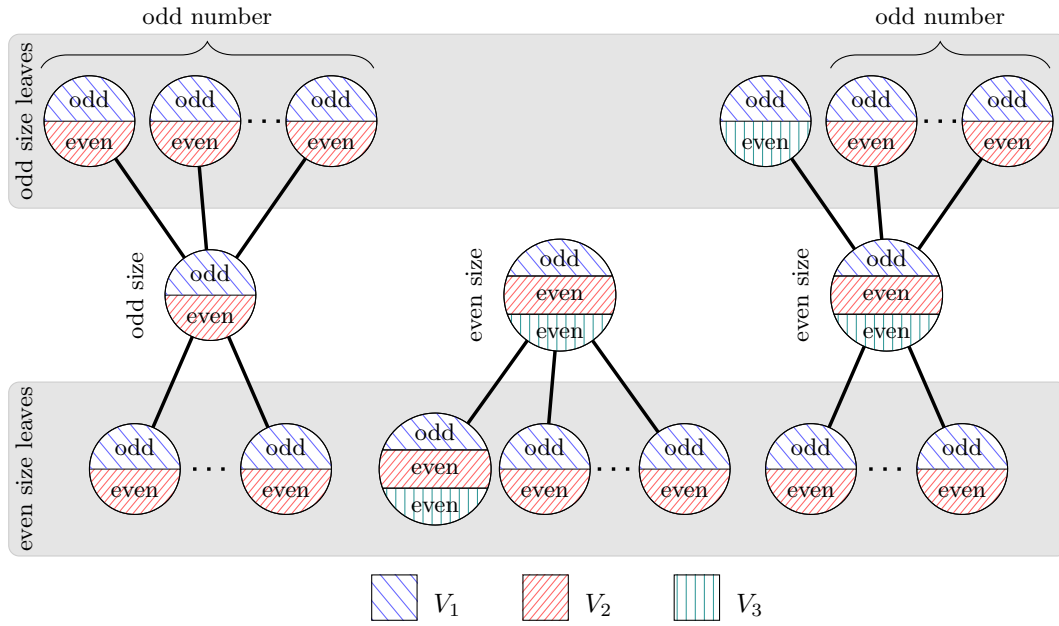 odd number odd number
odd size leaves
odd odd ... odd odd odd ... odd
even even even even even even
odd size even size even size
odd odd odd
even even even
even even
even size leaves
odd ... odd odd odd ... odd odd ... odd
even even even even even even even
even
V1 V2 V3